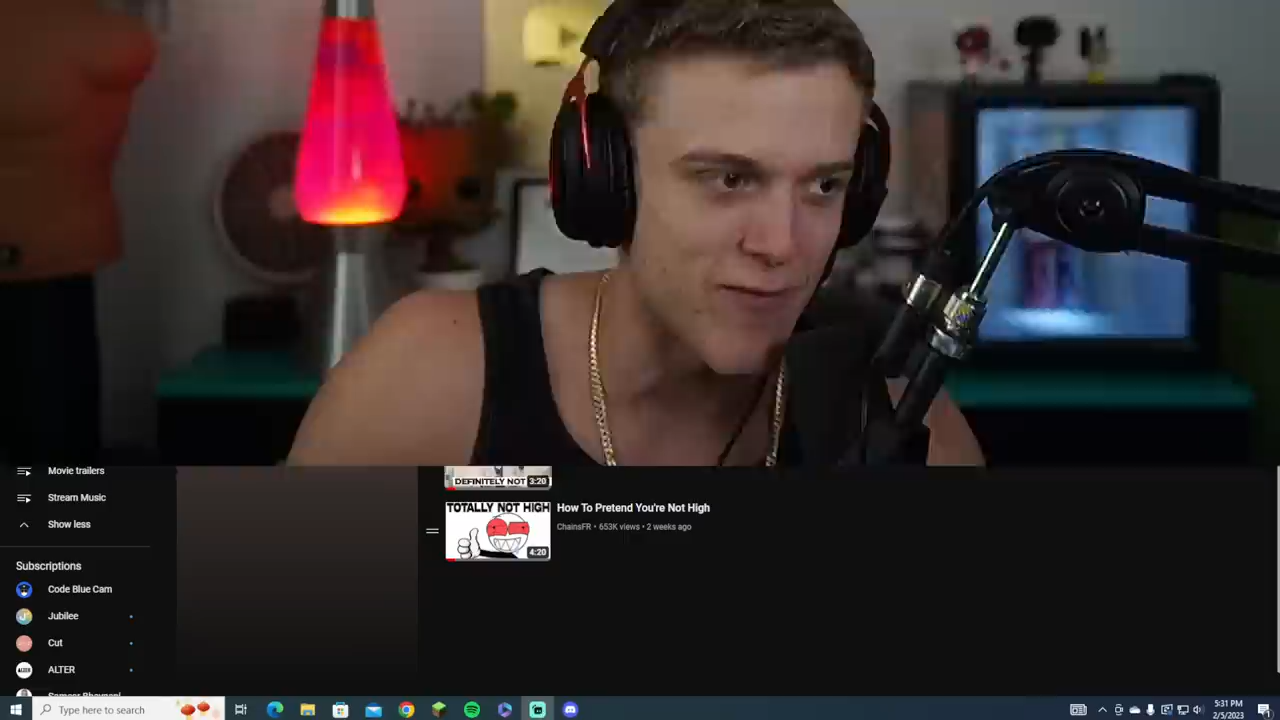 Movie trailers
Stream Music
Show less
Subscriptions
Code Blue Cam
Jubilee
Cut
ALTER
DEFINITELY NOT
3:20
TOTALLY NOT HIGH
4:20
How To Pretend You're Not High
ChainsFR • 653K views • 2 weeks ago
Type here to search
5:31 PM
2/5/2023